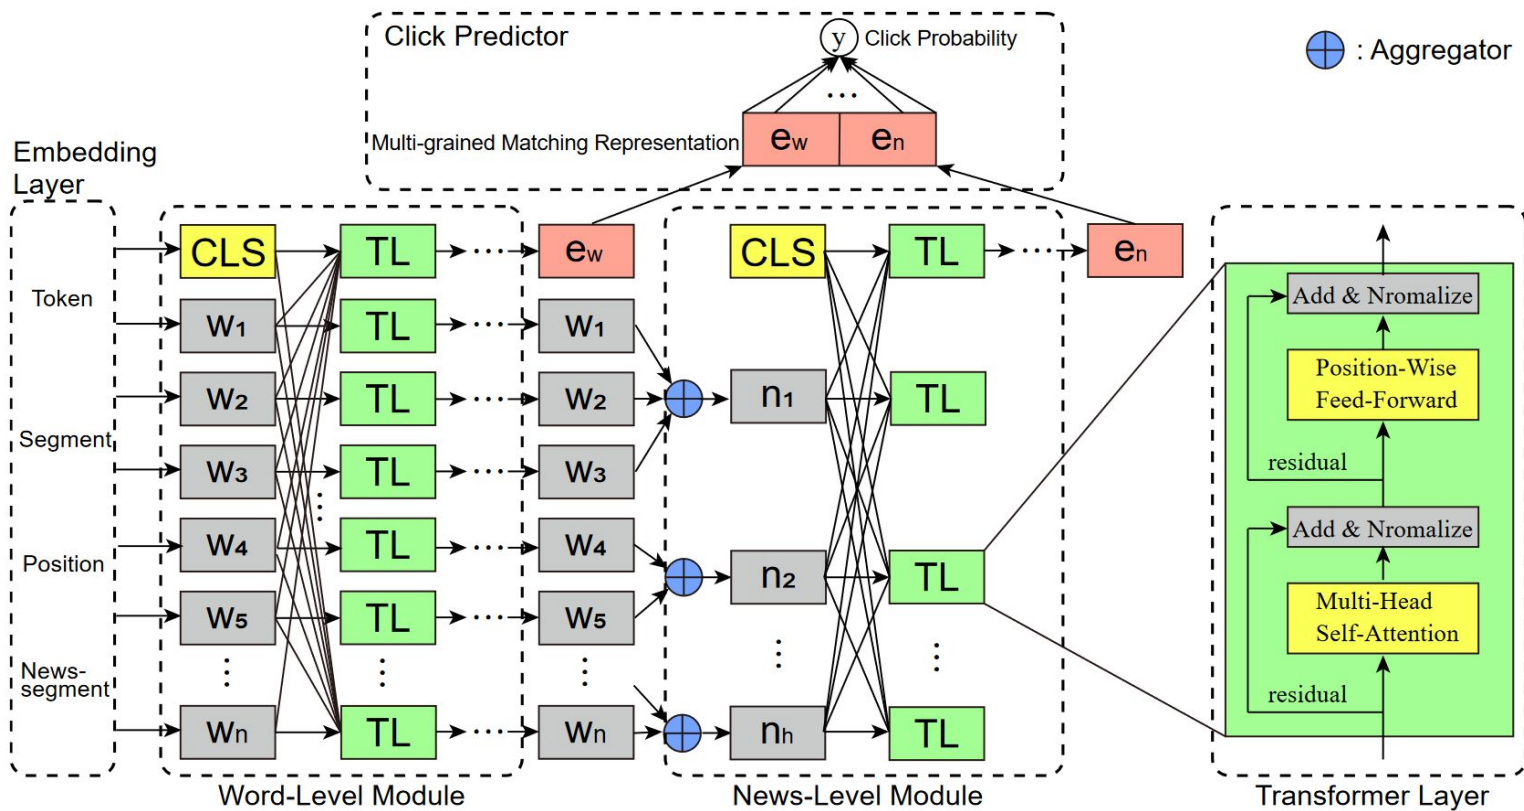 Click Predictor
y Click Probability
: Aggregator
...
Multi-grained Matching Representation
ew en
Embedding
Layer
Token
Segment
Position
News-
segment
CLS TL ... ew
W1 TL ... W1
W2 TL ... W2
W3 TL ... W3
...
W4 TL ... W4
W5 TL ... W5
Wn TL ... Wn
Word-Level Module
CLS TL ... en
n1 TL
n2 TL
nh TL
News-Level Module
Add & Nromalize
Position-Wise
Feed-Forward
residual
Add & Nromalize
Multi-Head
Self-Attention
residual
Transformer Layer